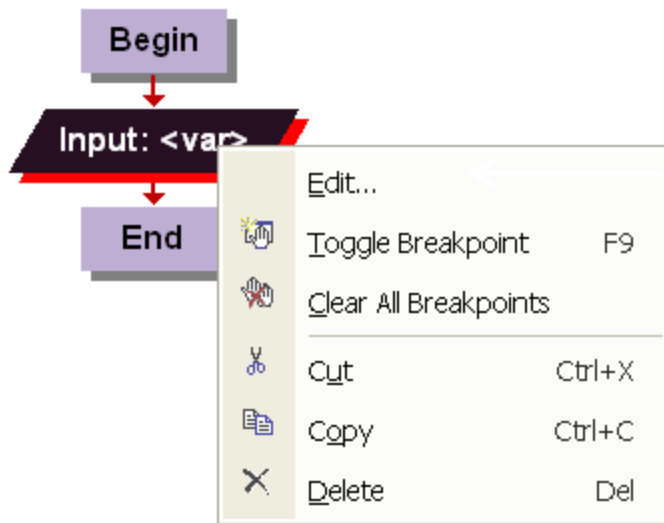 Begin
Input: <var>
End
Edit...
Toggle Breakpoint F9
Clear All Breakpoints
Cut Ctrl+X
Copy Ctrl+C
Delete Del